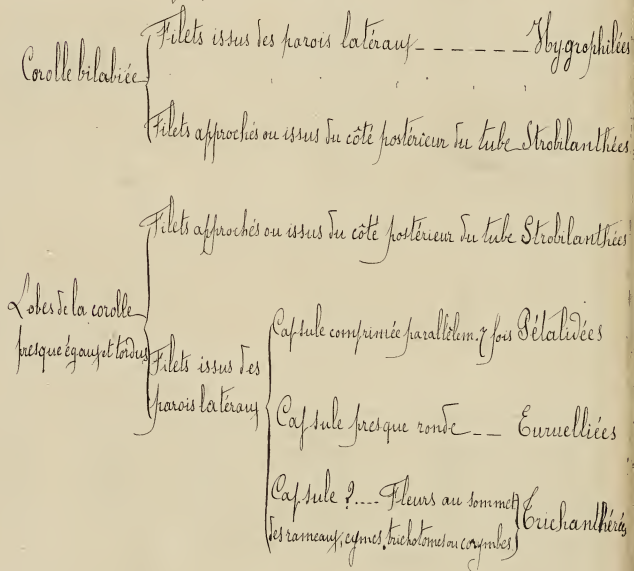 Corolle bilabiée
Filets issus des parois latéraux _ _ _ _ _ _ Hygrophilées
Filets approchés ou issus du côté postérieur du tube Strobilanthées
Lobes de la corolle
presque égaux et tordus
Filets approchés ou issus du côté postérieur du tube Strobilanthées
Filets issus des
parois latéraux
Capsule comprimée parallèlem. 7 fois Pétalidées
Capsule presque ronde _ _ Euruelliées
Capsule ?.... Fleurs au sommet
des rameaux, cymes trichotomes ou corymbes
Trichanthérées